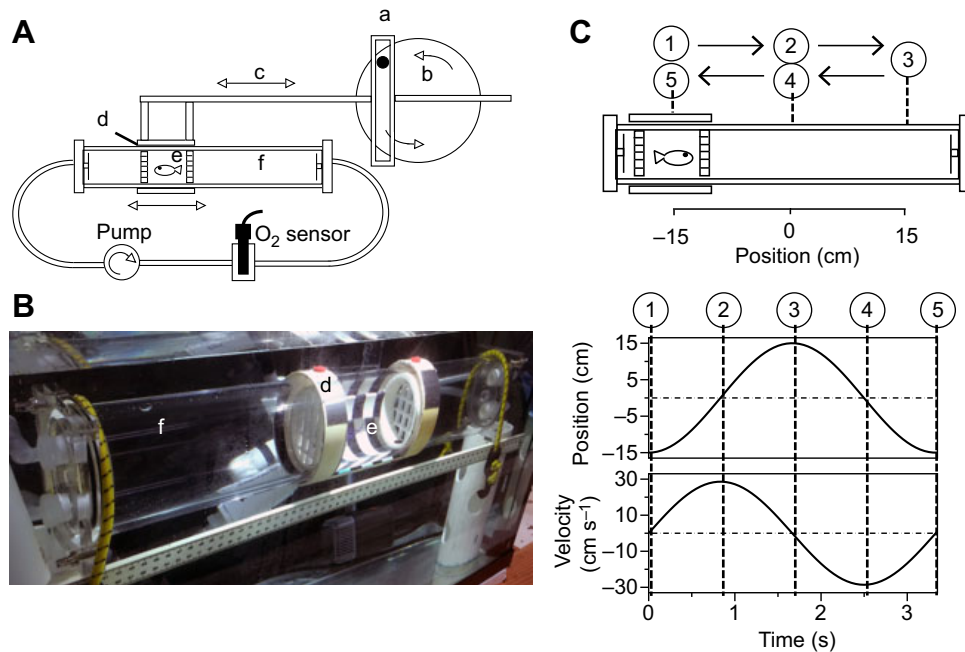 A
a
b
c
d
e
f
Pump
O2 sensor
B
f
d
e
C
1
2
3
5
4
–15
0
15
Position (cm)
1
2
3
4
5
Position (cm)
15
5
–5
–15
Velocity
(cm s–1)
30
10
–10
–30
0
1
2
3
Time (s)